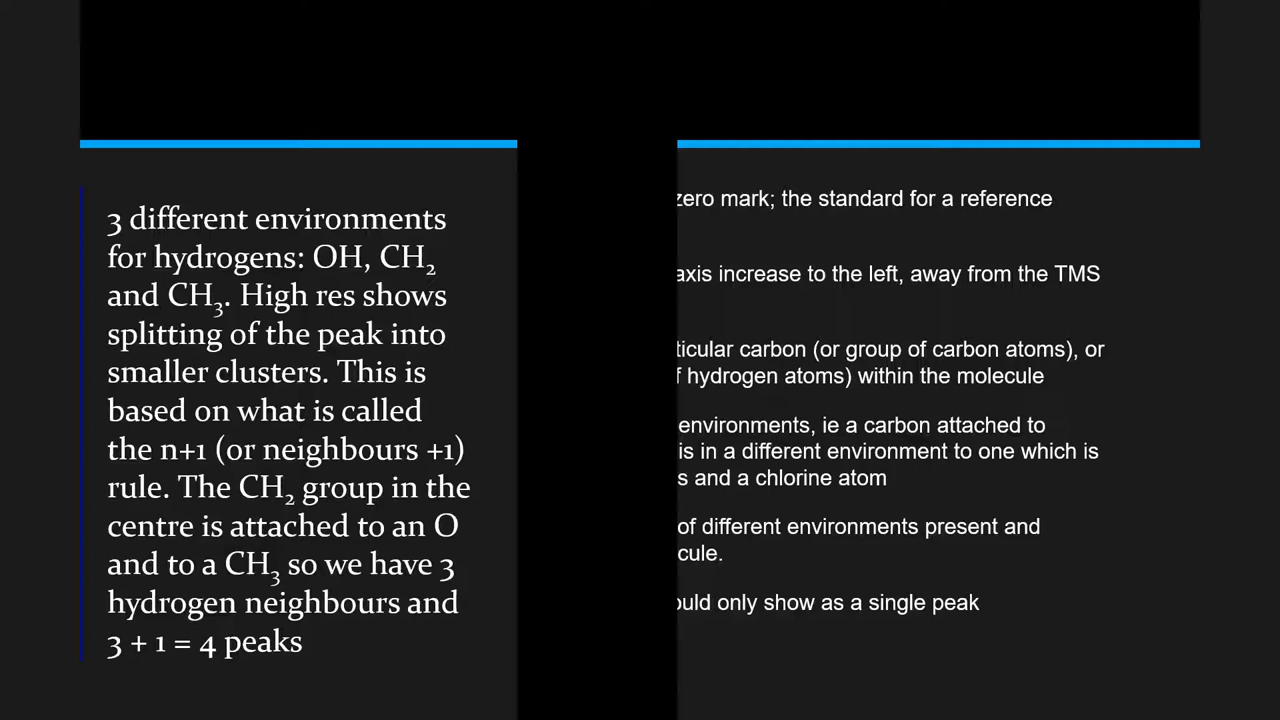 3 different environments
for hydrogens: OH, CH₂
and CH₃. High res shows
splitting of the peak into
smaller clusters. This is
based on what is called
the n+1 (or neighbours +1)
rule. The CH₂ group in the
centre is attached to an O
and to a CH₃ so we have 3
hydrogen neighbours and
3 + 1 = 4 peaks
zero mark; the standard for a reference
axis increase to the left, away from the TMS
carbon (or group of carbon atoms), or
hydrogen atoms) within the molecule
environments, ie a carbon attached to
is in a different environment to one which is
and a chlorine atom
of different environments present and
only show as a single peak